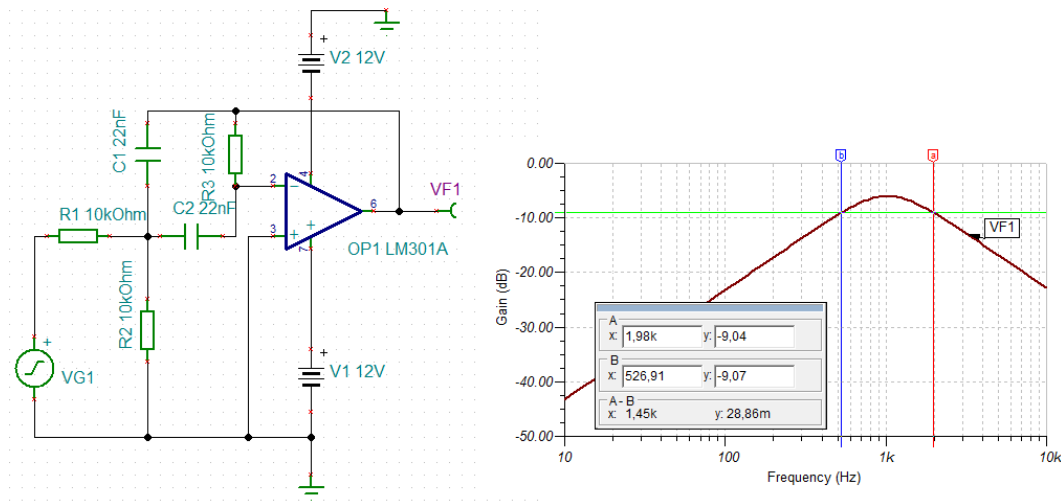 +
V2 12V
C1 22nF
R3 10kOhm
4
2
−
VF1
R1 10kOhm
C2 22nF
6
+
3
+
7
OP1 LM301A
R2 10kOhm
+
VG1
+
V1 12V
b
a
0.00
-10.00
VF1
Gain (dB)
-20.00
A
x: 1,98k y: -9,04
-30.00
B
x: 526,91 y: -9,07
-40.00
A - B
x: 1,45k y: 28,86m
-50.00
10
100
1k
10k
Frequency (Hz)